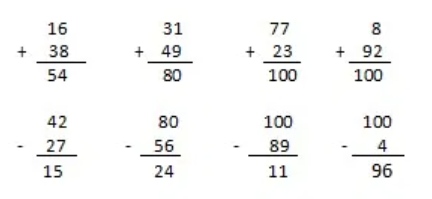 16 31 77 8
+ 38 + 49 + 23 + 92
54 80 100 100
42 80 100 100
- 27 - 56 - 89 - 4
15 24 11 96